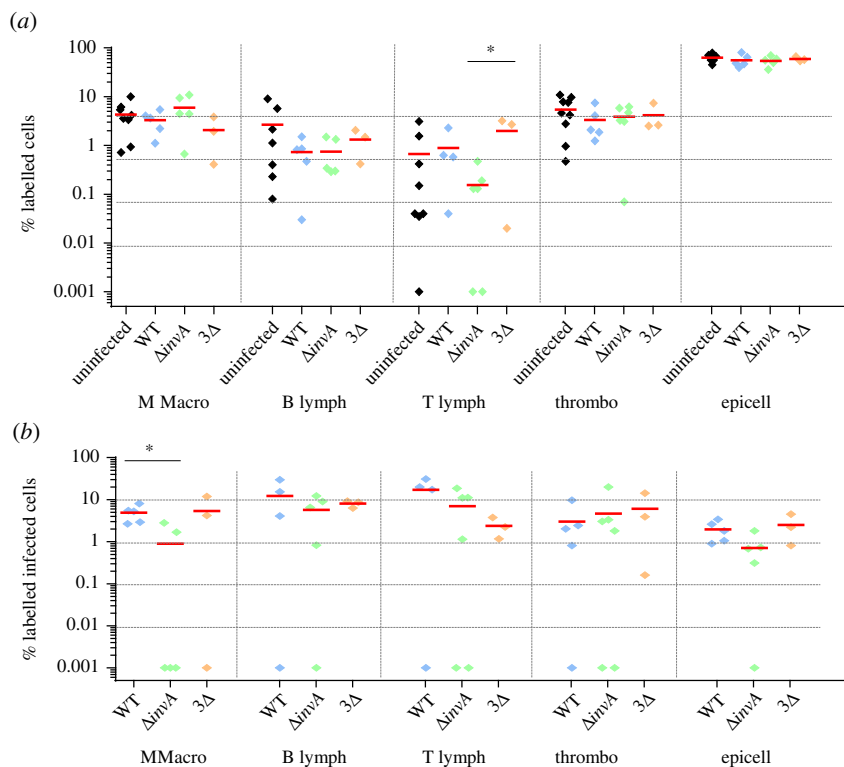 (a)
*
100
10
1
0.1
0.01
0.001
% labelled cells
uninfected WT ΔinvA 3Δ uninfected WT ΔinvA 3Δ uninfected WT ΔinvA 3Δ uninfected WT ΔinvA 3Δ uninfected WT ΔinvA 3Δ
M Macro B lymph T lymph thrombo epicell
(b)
*
100
10
1
0.1
0.01
0.001
% labelled infected cells
WT ΔinvA 3Δ WT ΔinvA 3Δ WT ΔinvA 3Δ WT ΔinvA 3Δ WT ΔinvA 3Δ
MMacro B lymph T lymph thrombo epicell